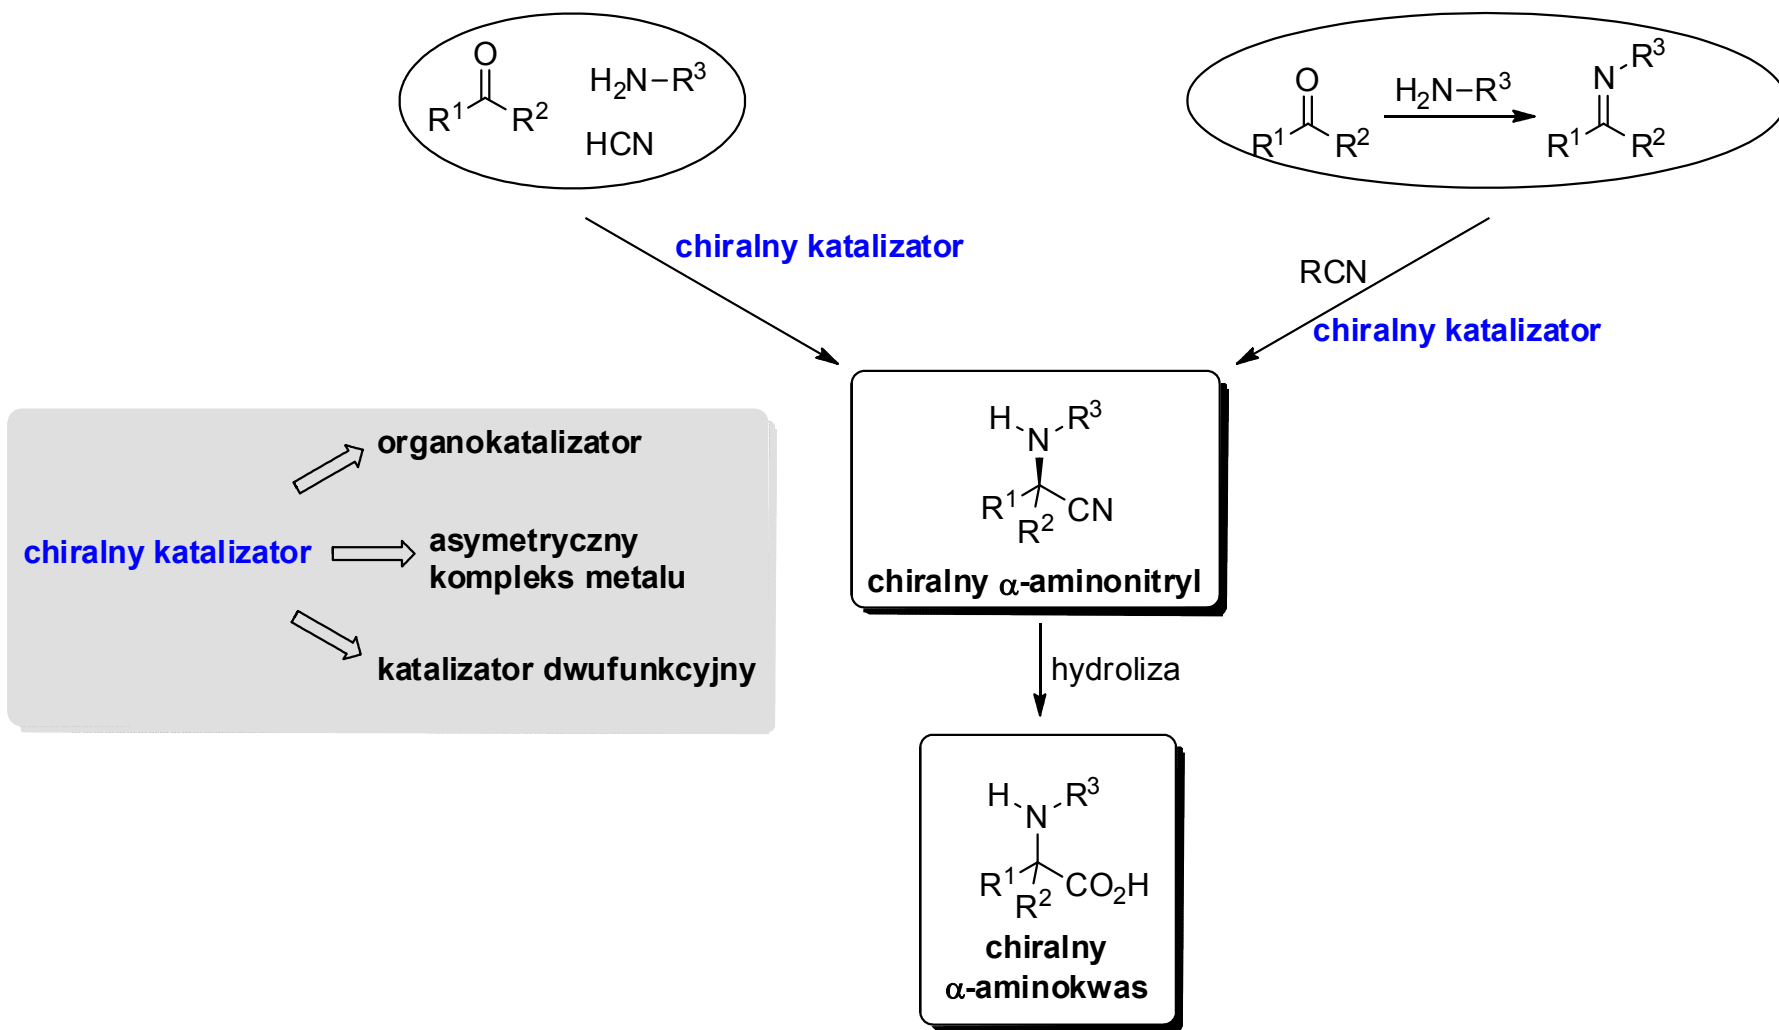 O
R¹ R²
H₂N–R³
HCN
O
R¹ R²
H₂N–R³
N R³
R¹ R²
chiralny katalizator
RCN
chiralny katalizator
organokatalizator
chiralny katalizator
asymetryczny
kompleks metalu
katalizator dwufunkcyjny
H N R³
R¹ R² CN
chiralny α-aminonitryl
hydroliza
H N R³
R¹ R² CO₂H
chiralny
α-aminokwas